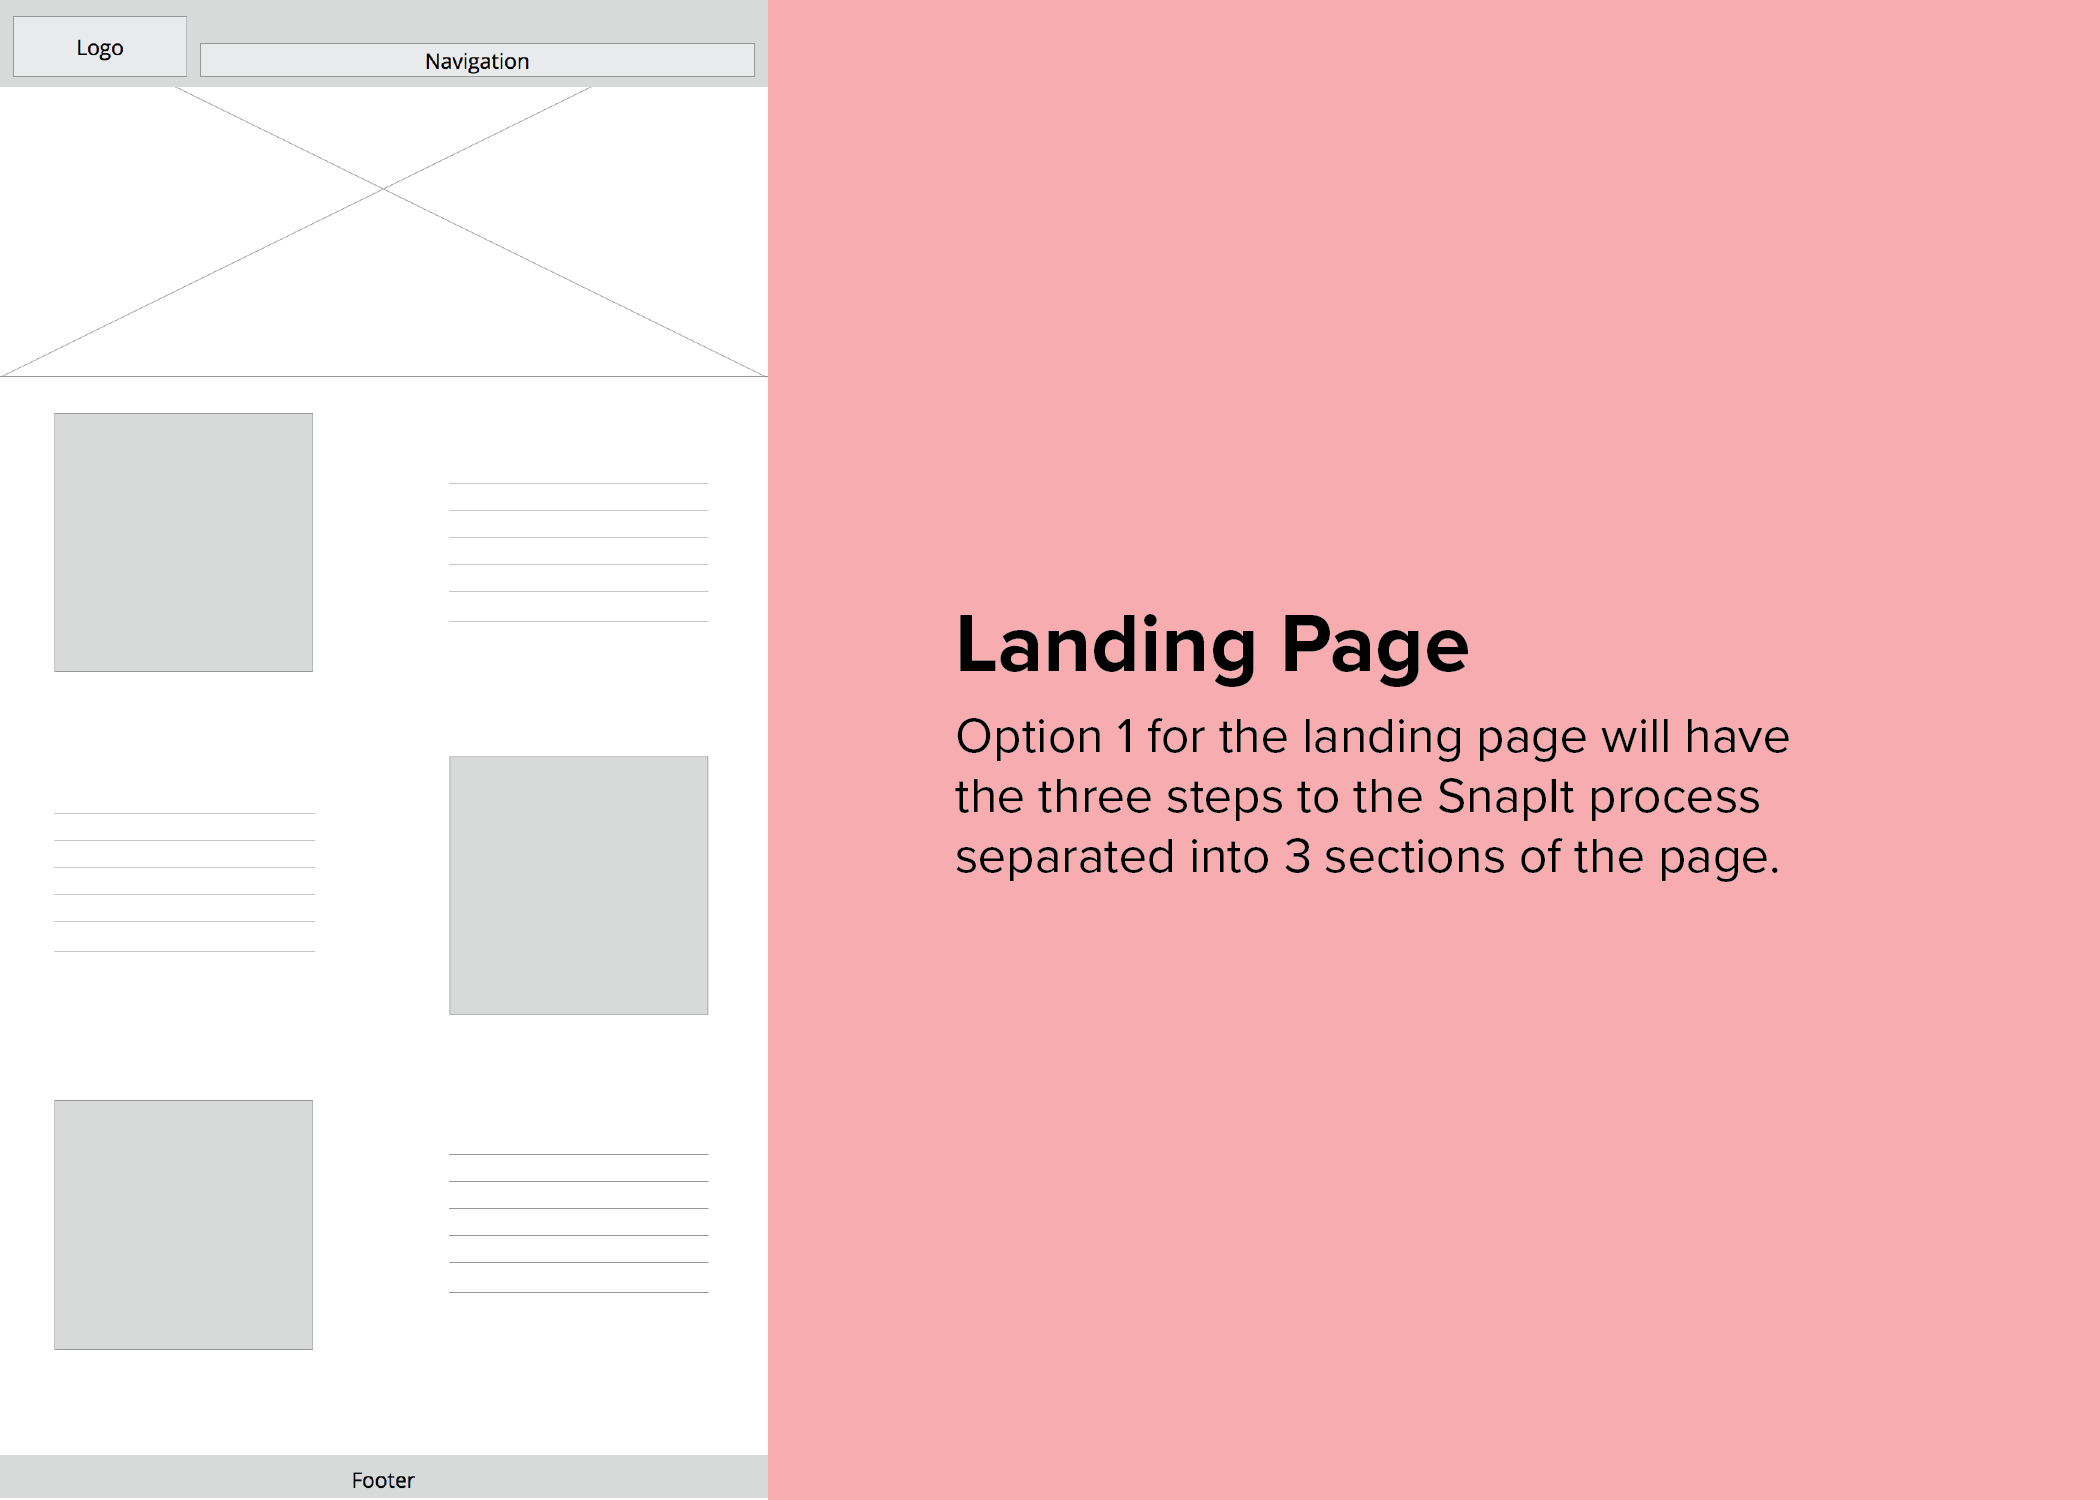 Logo
Navigation
Landing Page
Option 1 for the landing page will have
the three steps to the SnapIt process
separated into 3 sections of the page.
Footer